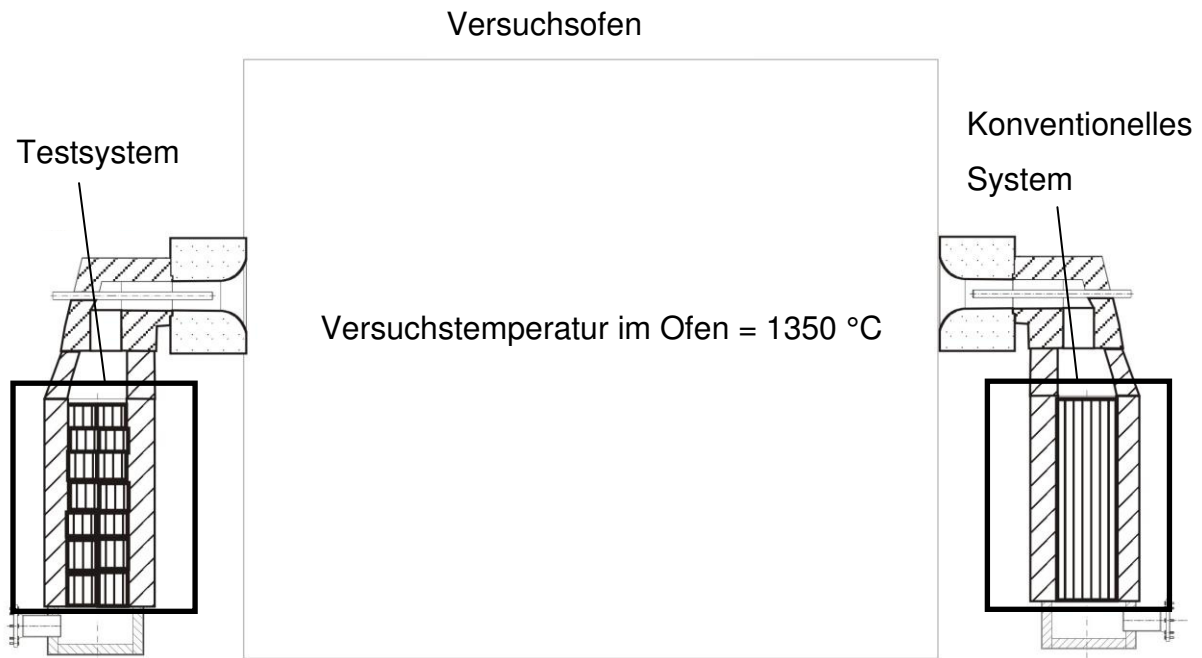 Versuchsofen
Testsystem
Konventionelles
System
Versuchstemperatur im Ofen = 1350 °C